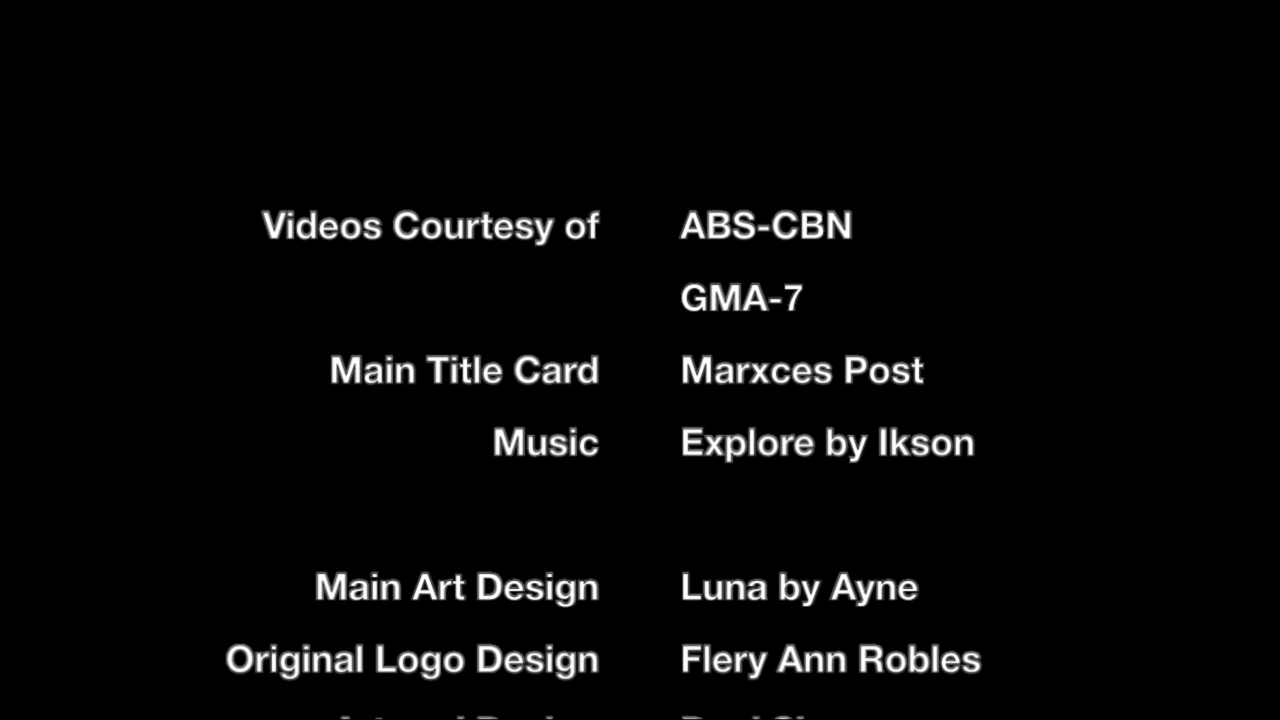 Videos Courtesy of ABS-CBN
GMA-7
Main Title Card Marxces Post
Music Explore by Ikson
Main Art Design Luna by Ayne
Original Logo Design Flery Ann Robles